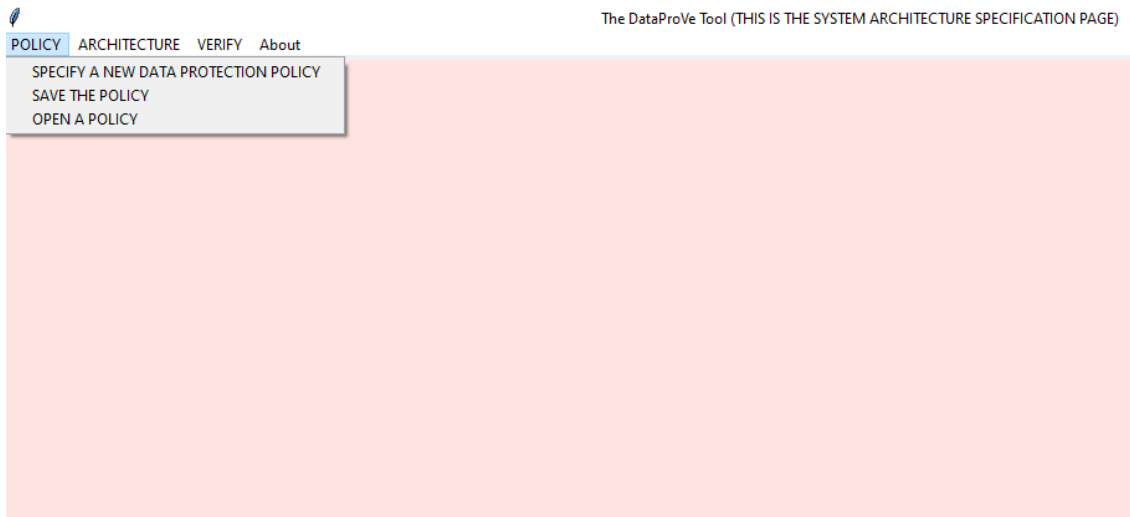 The DataProVe Tool (THIS IS THE SYSTEM ARCHITECTURE SPECIFICATION PAGE)
POLICY ARCHITECTURE VERIFY About
SPECIFY A NEW DATA PROTECTION POLICY
SAVE THE POLICY
OPEN A POLICY